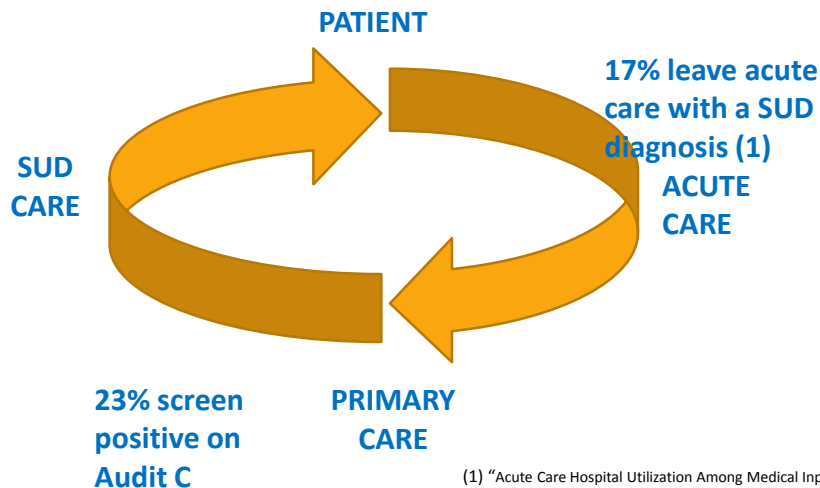 PATIENT
17% leave acute
care with a SUD
diagnosis (1)
ACUTE
CARE
SUD
CARE
23% screen
positive on
Audit C
PRIMARY
CARE
(1) “Acute Care Hospital Utilization Among Medical Inp